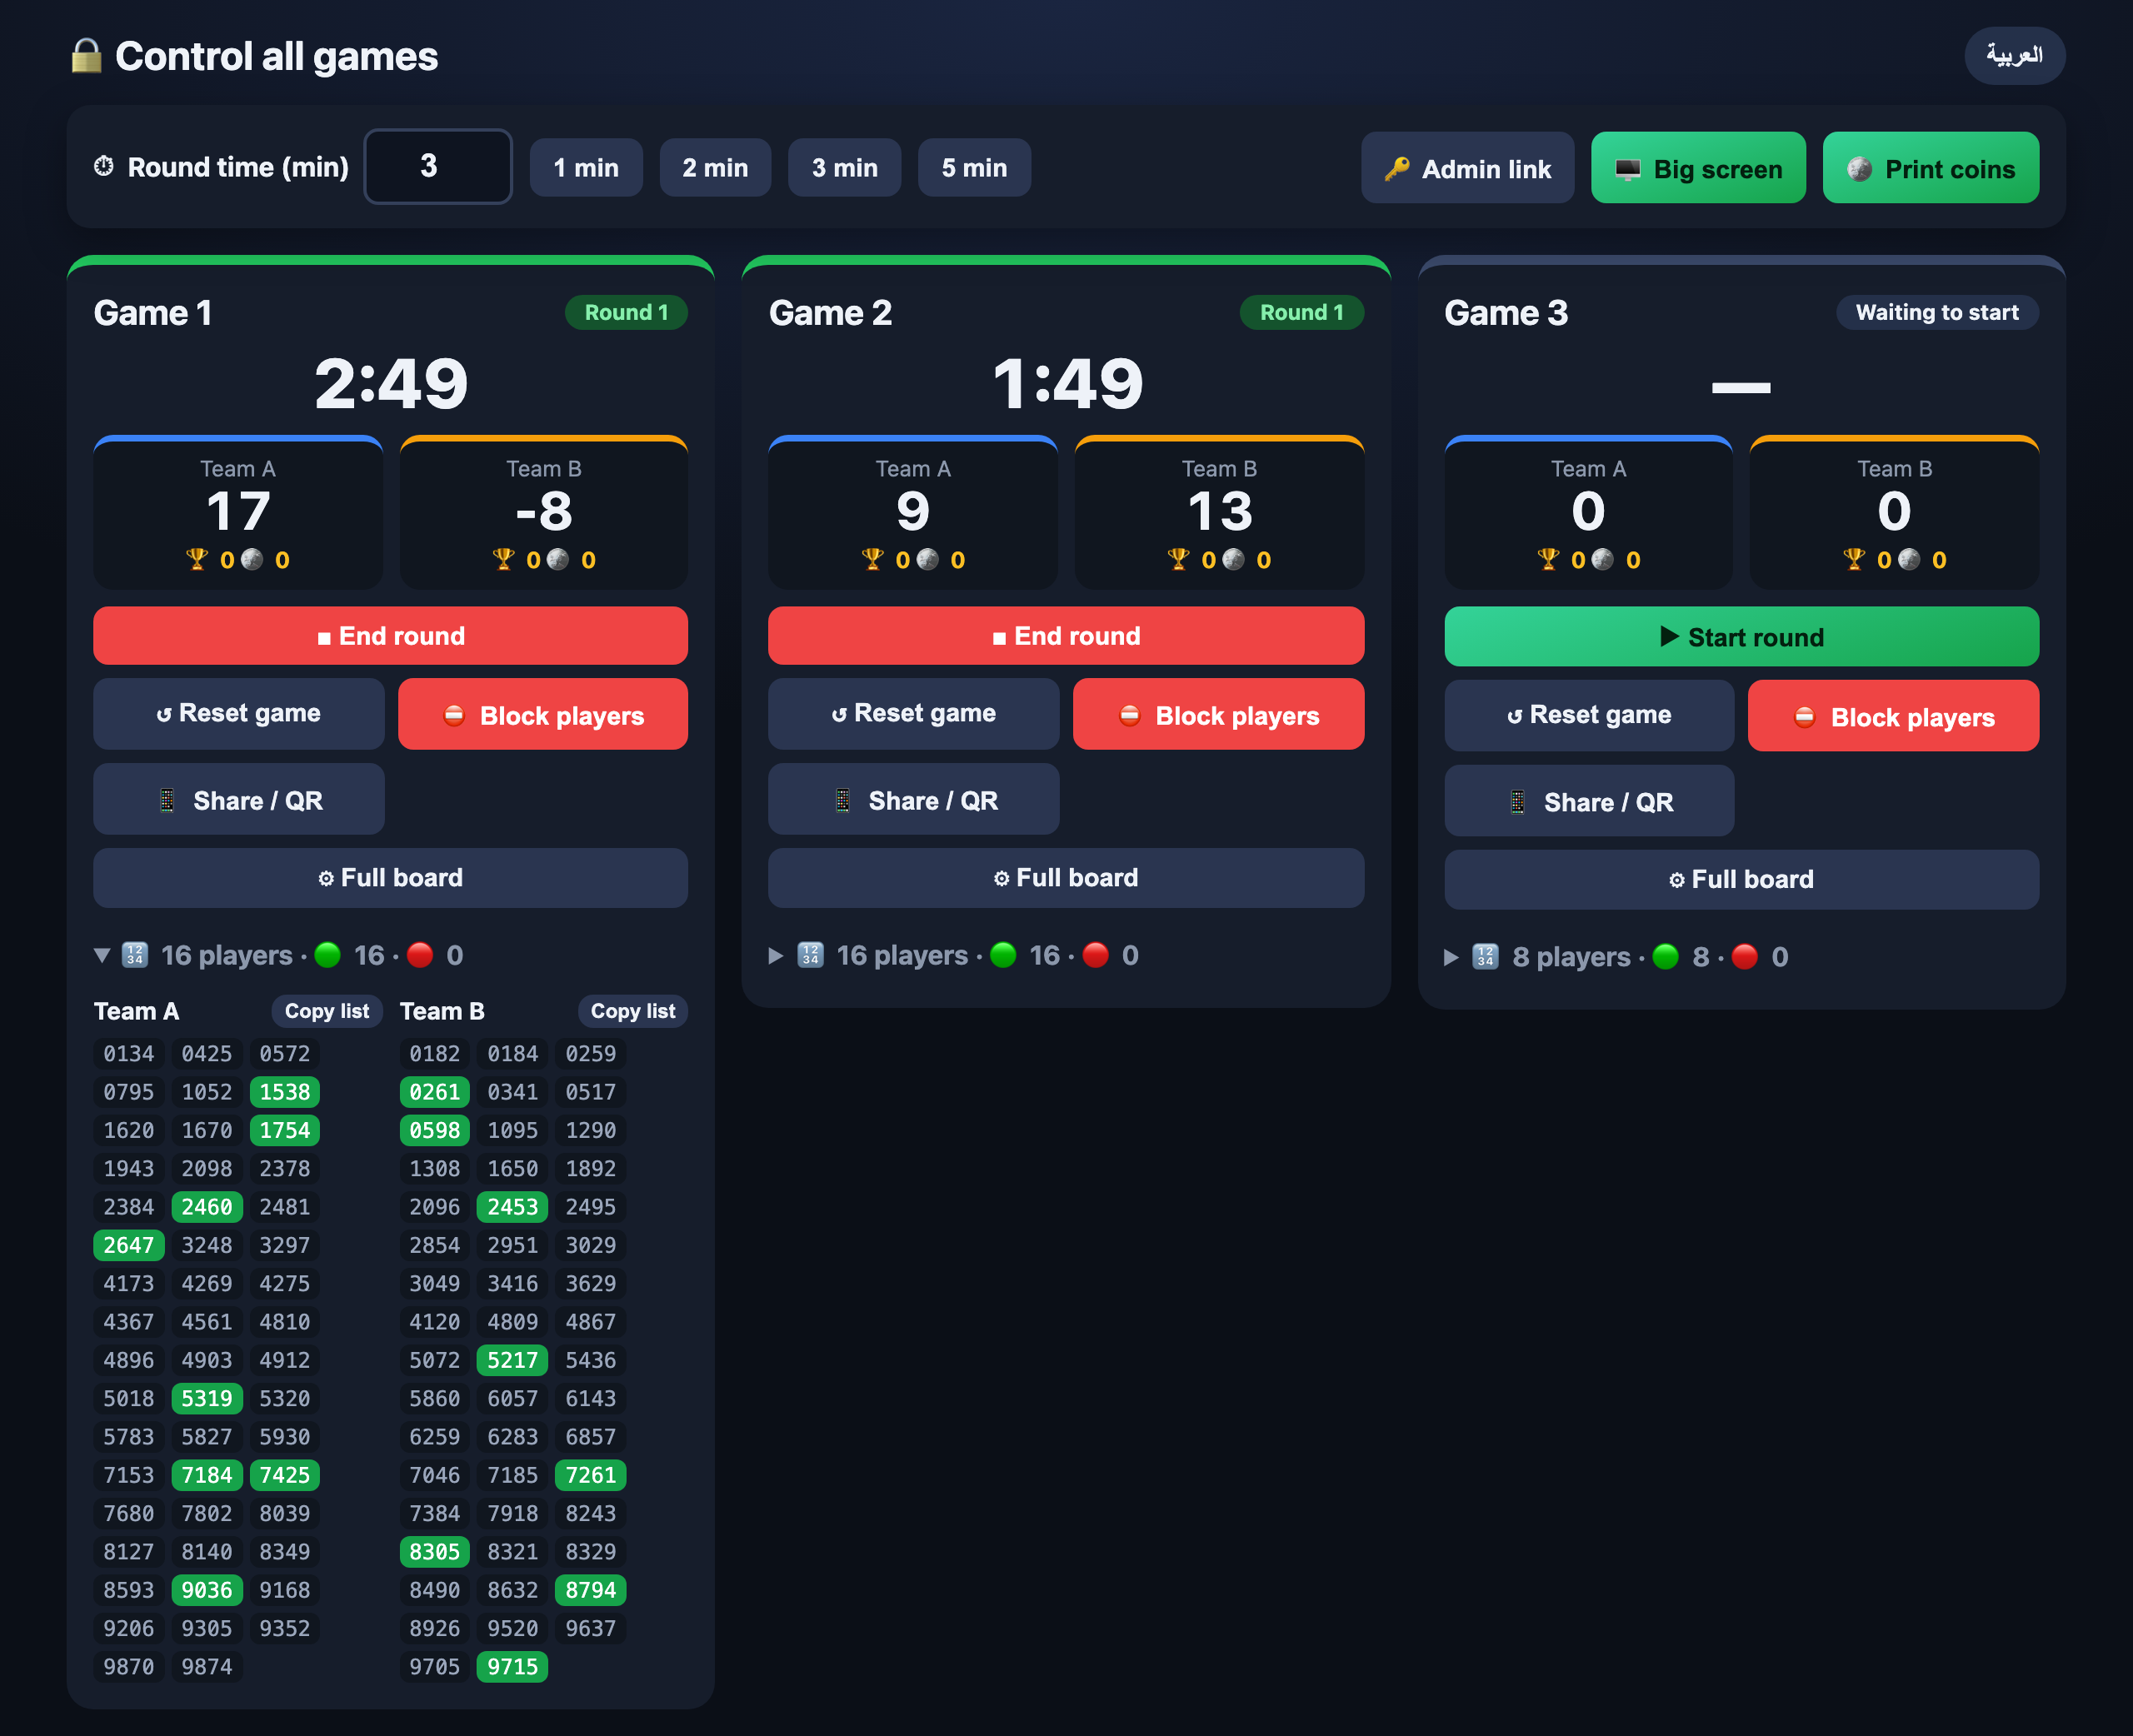 🔒 Control all games
العربية
⏱ Round time (min) 3 1 min 2 min 3 min 5 min 🔑 Admin link 🖥️ Big screen 🪙 Print coins
Game 1 Round 1
2:49
Team A Team B
17 -8
🏆 0 🪙 0 🏆 0 🪙 0
■ End round
↺ Reset game ⛔ Block players
📱 Share / QR
⚙ Full board
▼ 🔢 16 players · 🟢 16 · 🔴 0
Team A Copy list
0134 0425 0572
0795 1052 1538
1620 1670 1754
1943 2098 2378
2384 2460 2481
2647 3248 3297
4173 4269 4275
4367 4561 4810
4896 4903 4912
5018 5319 5320
5783 5827 5930
7153 7184 7425
7680 7802 8039
8127 8140 8349
8593 9036 9168
9206 9305 9352
9870 9874
Team B Copy list
0182 0184 0259
0261 0341 0517
0598 1095 1290
1308 1650 1892
2096 2453 2495
2854 2951 3029
3049 3416 3629
4120 4809 4867
5072 5217 5436
5860 6057 6143
6259 6283 6857
7046 7185 7261
7384 7918 8243
8305 8321 8329
8490 8632 8794
8926 9520 9637
9705 9715
Game 2 Round 1
1:49
Team A Team B
9 13
🏆 0 🪙 0 🏆 0 🪙 0
■ End round
↺ Reset game ⛔ Block players
📱 Share / QR
⚙ Full board
▶ 🔢 16 players · 🟢 16 · 🔴 0
Game 3 Waiting to start
—
Team A Team B
0 0
🏆 0 🪙 0 🏆 0 🪙 0
▶ Start round
↺ Reset game ⛔ Block players
📱 Share / QR
⚙ Full board
▶ 🔢 8 players · 🟢 8 · 🔴 0